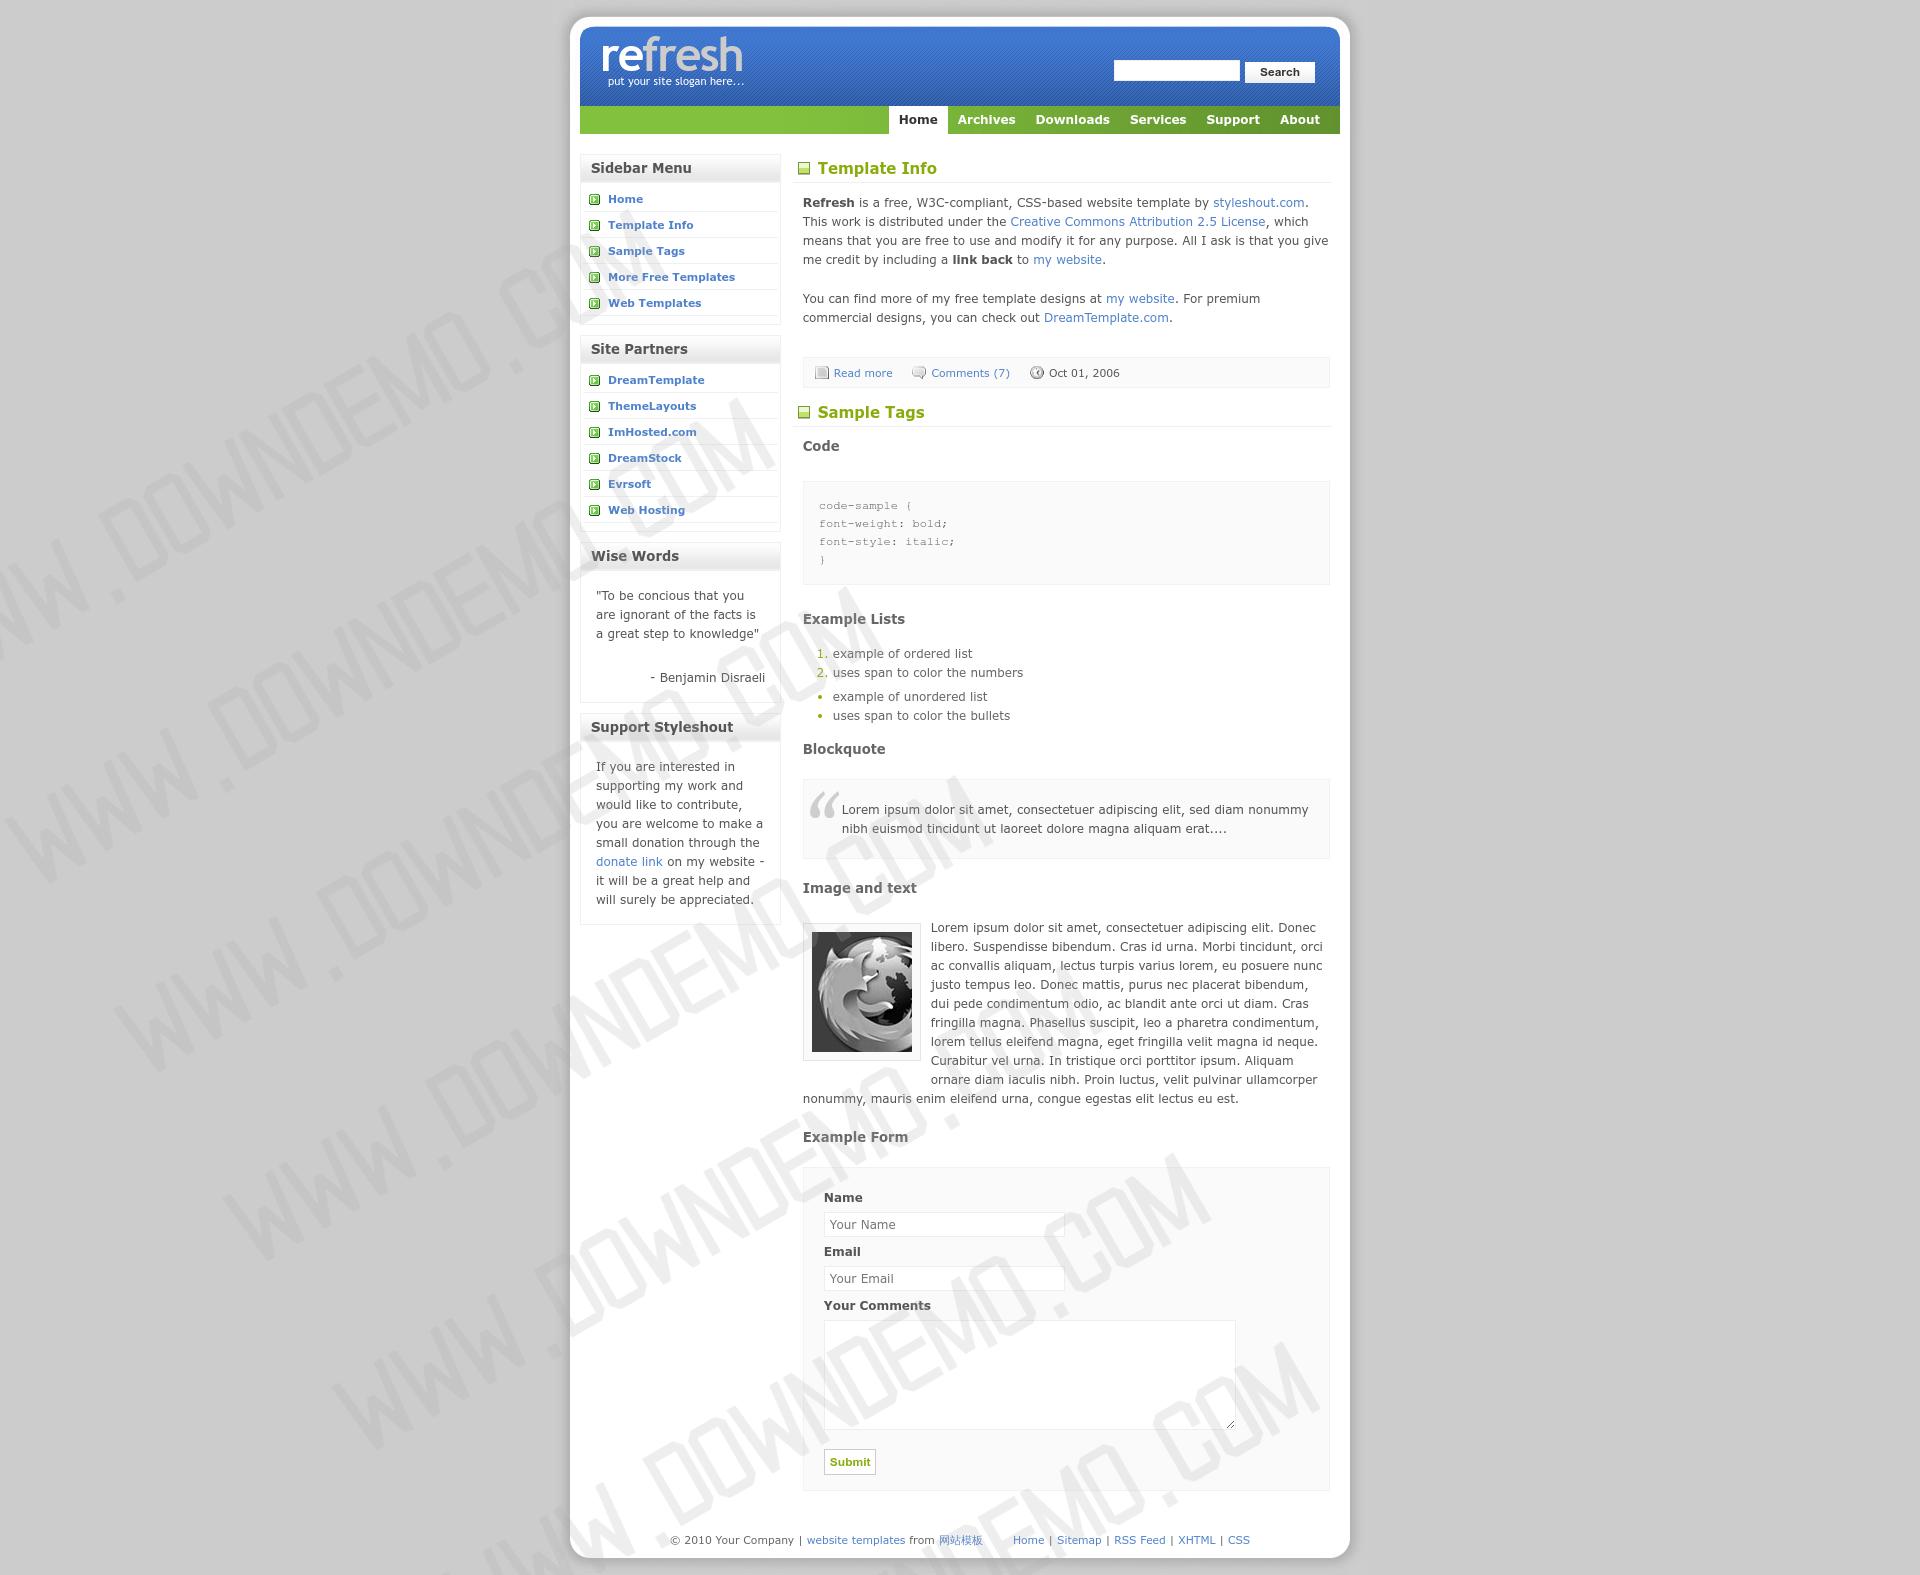 refresh
put your site slogan here...
Search
Home Archives Downloads Services Support About
Sidebar Menu
Home
Template Info
Sample Tags
More Free Templates
Web Templates
Site Partners
DreamTemplate
ThemeLayouts
ImHosted.com
DreamStock
Evrsoft
Web Hosting
Wise Words
"To be concious that you
are ignorant of the facts is
a great step to knowledge"
- Benjamin Disraeli
Support Styleshout
If you are interested in
supporting my work and
would like to contribute,
you are welcome to make a
small donation through the
donate link on my website -
it will be a great help and
will surely be appreciated.
Template Info
Refresh is a free, W3C-compliant, CSS-based website template by styleshout.com.
This work is distributed under the Creative Commons Attribution 2.5 License, which
means that you are free to use and modify it for any purpose. All I ask is that you give
me credit by including a link back to my website.
You can find more of my free template designs at my website. For premium
commercial designs, you can check out DreamTemplate.com.
Read more Comments (7) Oct 01, 2006
Sample Tags
Code
code-sample {
font-weight: bold;
font-style: italic;
}
Example Lists
1. example of ordered list
2. uses span to color the numbers
• example of unordered list
• uses span to color the bullets
Blockquote
“ Lorem ipsum dolor sit amet, consectetuer adipiscing elit, sed diam nonummy
nibh euismod tincidunt ut laoreet dolore magna aliquam erat....
Image and text
Lorem ipsum dolor sit amet, consectetuer adipiscing elit. Donec
libero. Suspendisse bibendum. Cras id urna. Morbi tincidunt, orci
ac convallis aliquam, lectus turpis varius lorem, eu posuere nunc
justo tempus leo. Donec mattis, purus nec placerat bibendum,
dui pede condimentum odio, ac blandit ante orci ut diam. Cras
fringilla magna. Phasellus suscipit, leo a pharetra condimentum,
lorem tellus eleifend magna, eget fringilla velit magna id neque.
Curabitur vel urna. In tristique orci porttitor ipsum. Aliquam
ornare diam iaculis nibh. Proin luctus, velit pulvinar ullamcorper
nonummy, mauris enim eleifend urna, congue egestas elit lectus eu est.
Example Form
Name
Your Name
Email
Your Email
Your Comments
Submit
© 2010 Your Company | website templates from 网站模板 Home | Sitemap | RSS Feed | XHTML | CSS
WWW.DOWNDEMO.COM
WWW.DOWNDEMO.COM
WWW.DOWNDEMO.COM
WWW.DOWNDEMO.COM
WWW.DOWNDEMO.COM
WWW.DOWNDEMO.COM
WWW.DOWNDEMO.COM